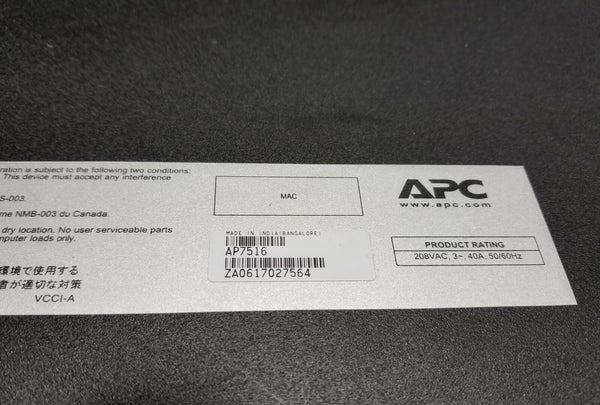 ration is subject to the following two conditions:
This device must accept any interference
S-003.
me NMB-003 du Canada.
dry location. No user serviceable parts
mputer loads only.
環境で使用する
者が適切な対策
VCCI-A
MAC
MADE IN INDIA(BANGALORE)
AP7516
ZA0617027564
APC
www.apc.com
PRODUCT RATING
208VAC, 3~, 40A, 50/60Hz